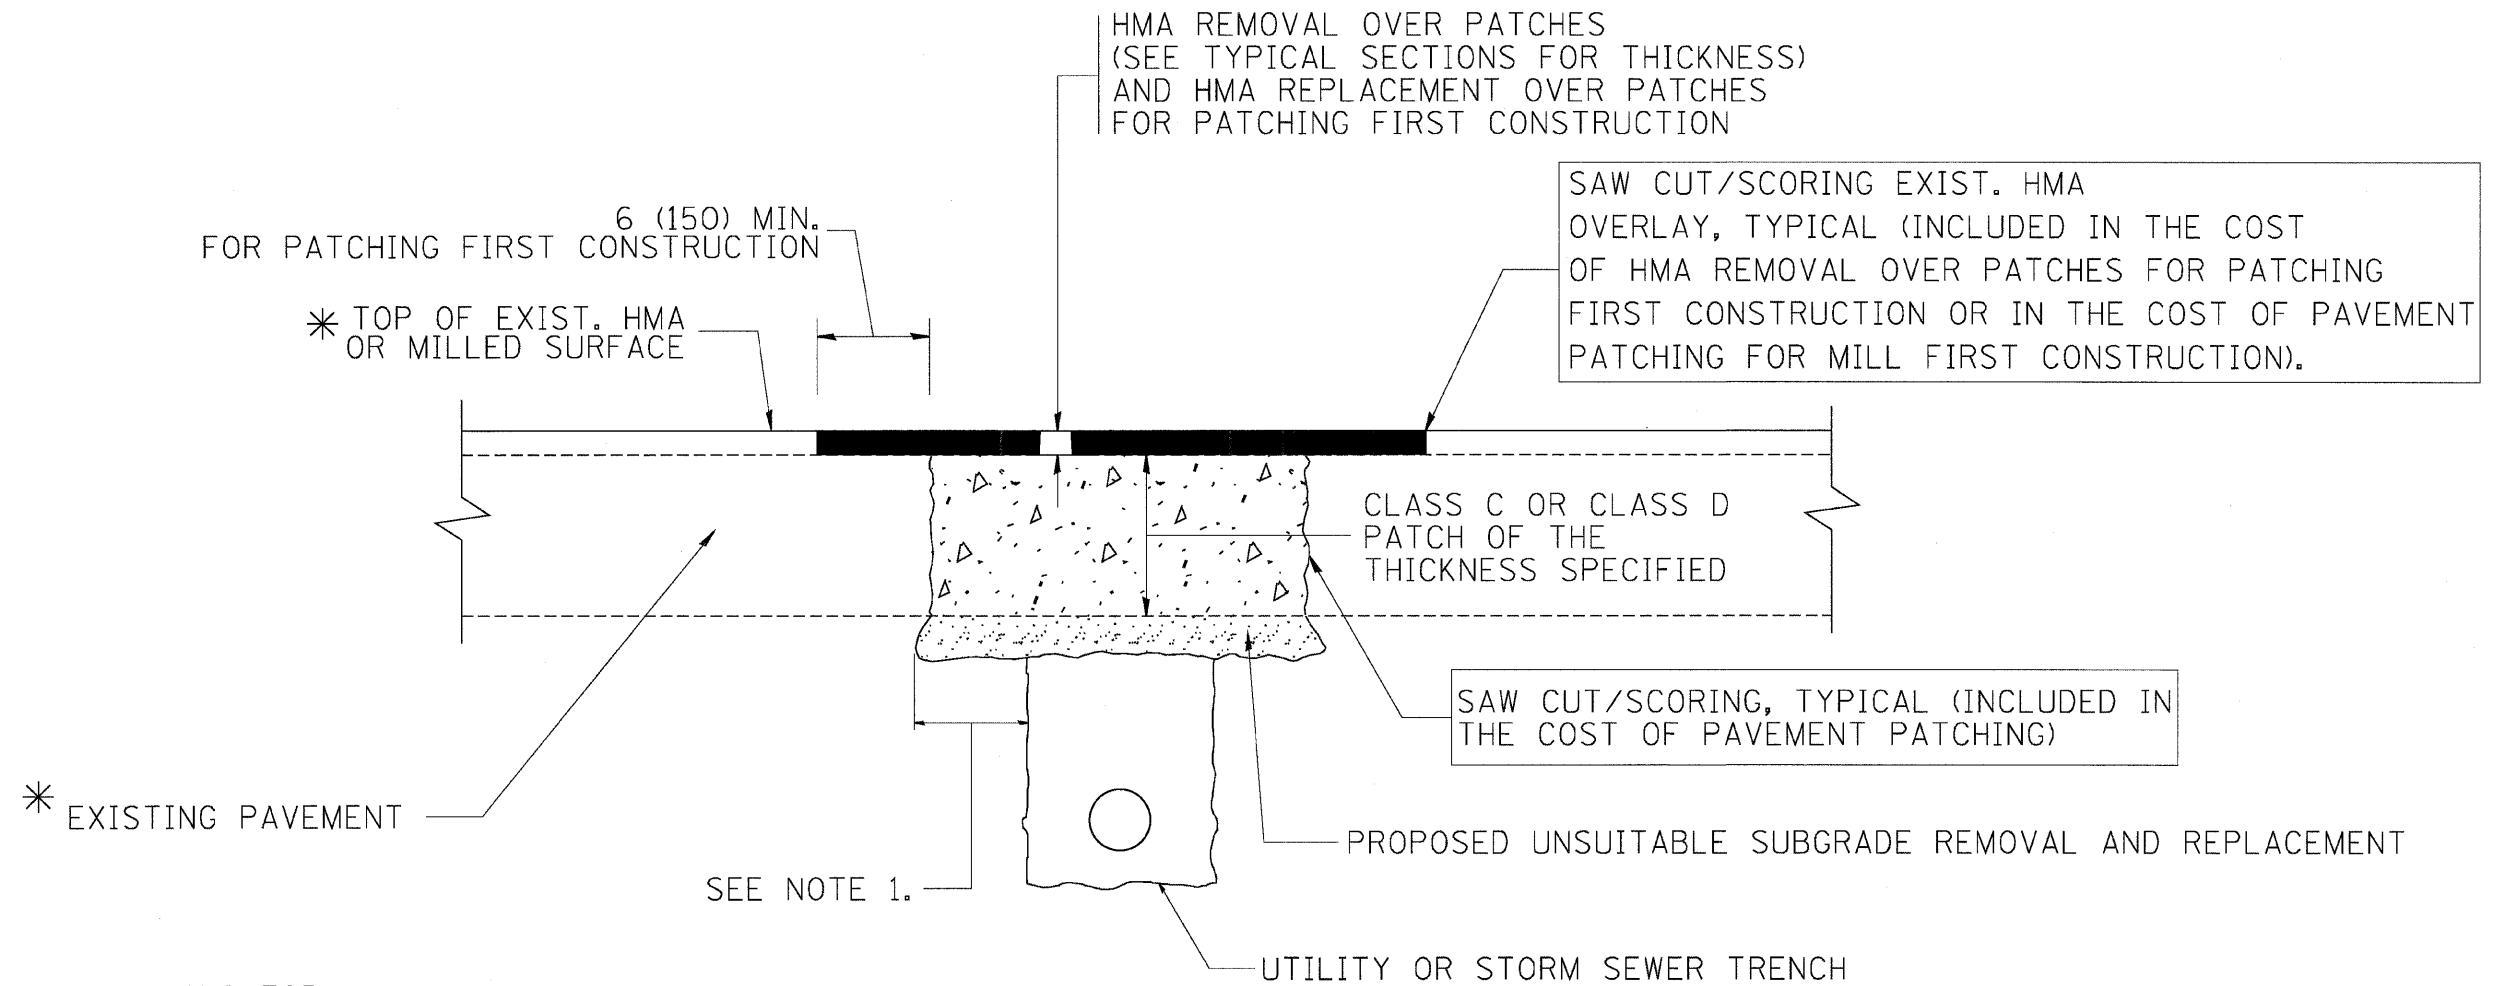 HMA REMOVAL OVER PATCHES
(SEE TYPICAL SECTIONS FOR THICKNESS)
AND HMA REPLACEMENT OVER PATCHES
FOR PATCHING FIRST CONSTRUCTION
SAW CUT/SCORING EXIST. HMA
OVERLAY, TYPICAL (INCLUDED IN THE COST
OF HMA REMOVAL OVER PATCHES FOR PATCHING
FIRST CONSTRUCTION OR IN THE COST OF PAVEMENT
PATCHING FOR MILL FIRST CONSTRUCTION).
6 (150) MIN.
FOR PATCHING FIRST CONSTRUCTION
* TOP OF EXIST. HMA
OR MILLED SURFACE
CLASS C OR CLASS D
PATCH OF THE
THICKNESS SPECIFIED
SAW CUT/SCORING, TYPICAL (INCLUDED IN
THE COST OF PAVEMENT PATCHING)
* EXISTING PAVEMENT
PROPOSED UNSUITABLE SUBGRADE REMOVAL AND REPLACEMENT
SEE NOTE 1.
UTILITY OR STORM SEWER TRENCH